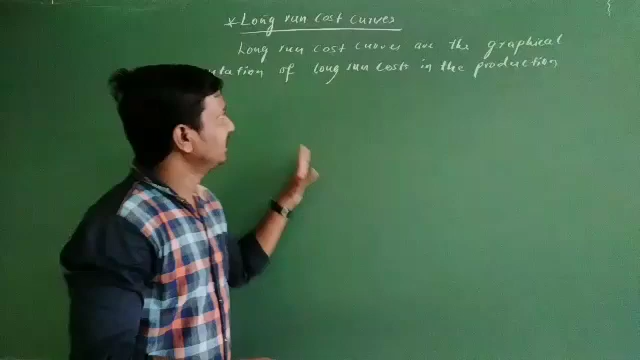 * Long run cost curves
Long run cost curves are the graphical
of long run costs in the production